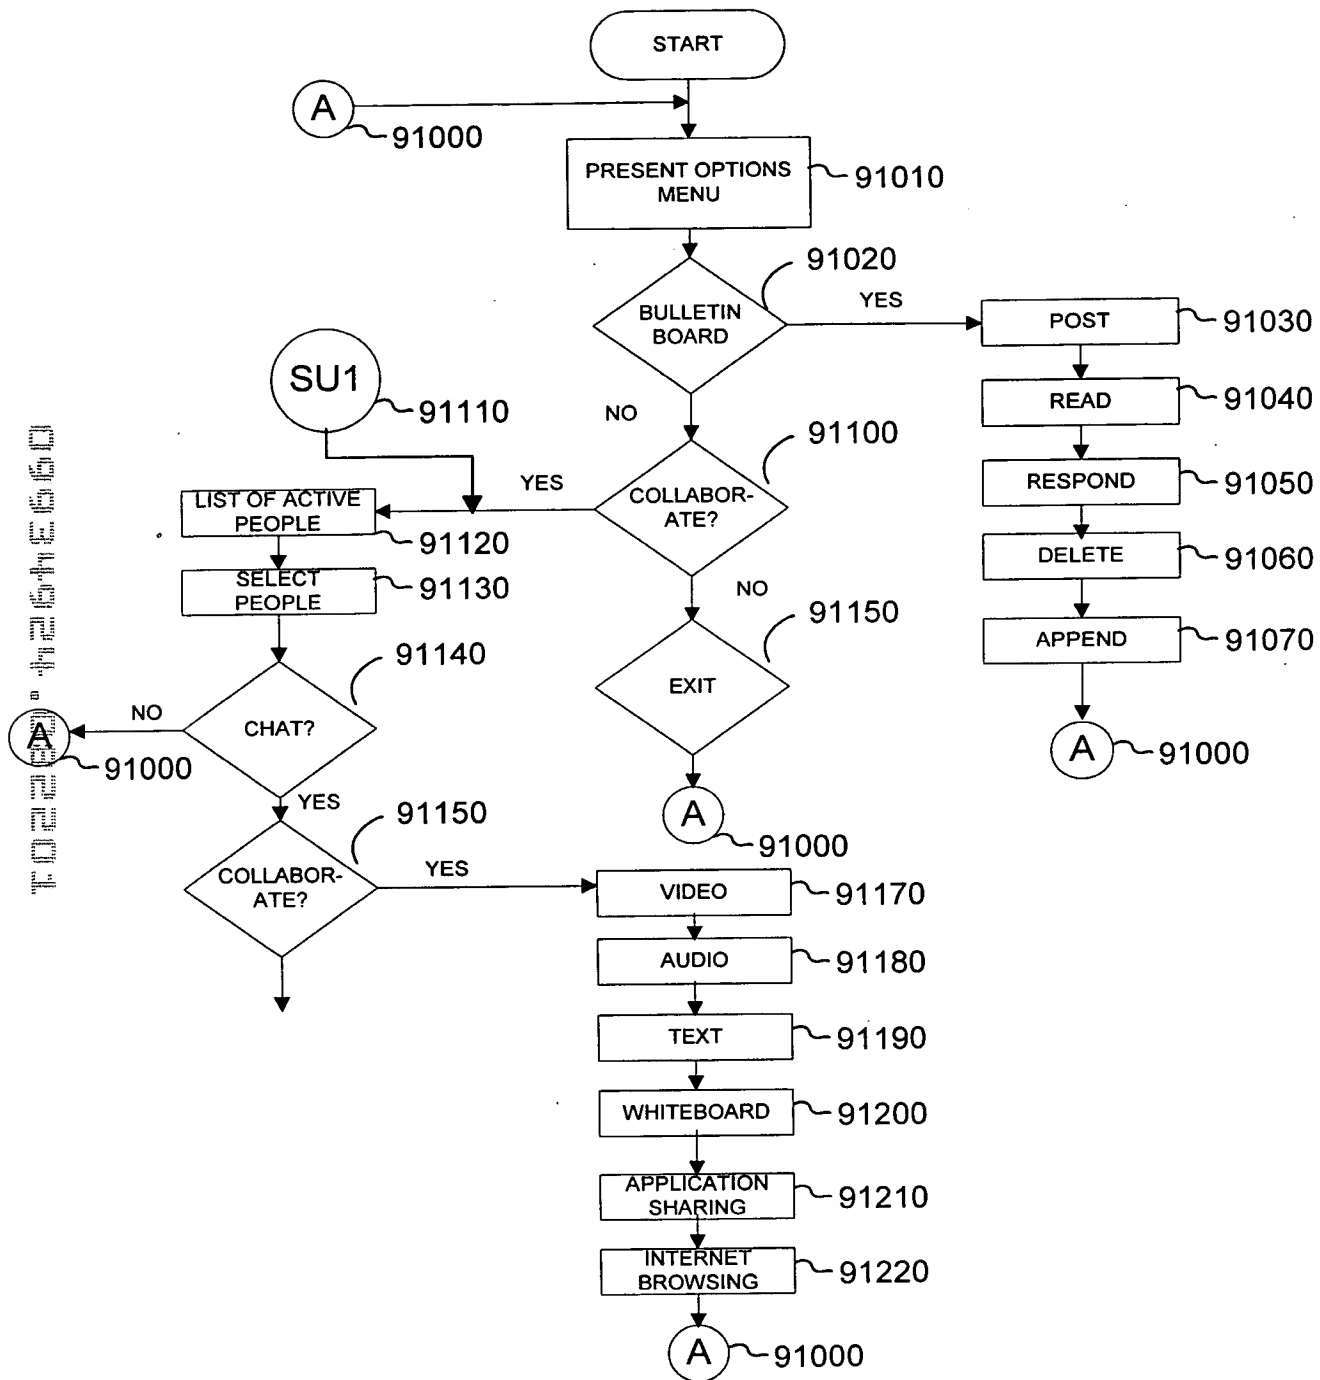 START
A
91000
PRESENT OPTIONS
MENU
91010
91020
BULLETIN
BOARD
YES
POST
91030
NO
READ
91040
RESPOND
91050
DELETE
91060
APPEND
91070
A
91000
SU1
91110
91100
COLLABOR-
ATE?
YES
NO
LIST OF ACTIVE
PEOPLE
91120
SELECT
PEOPLE
91130
91150
EXIT
A
91000
91140
CHAT?
NO
A
91000
YES
91150
COLLABOR-
ATE?
YES
VIDEO
91170
AUDIO
91180
TEXT
91190
WHITEBOARD
91200
APPLICATION
SHARING
91210
INTERNET
BROWSING
91220
A
91000